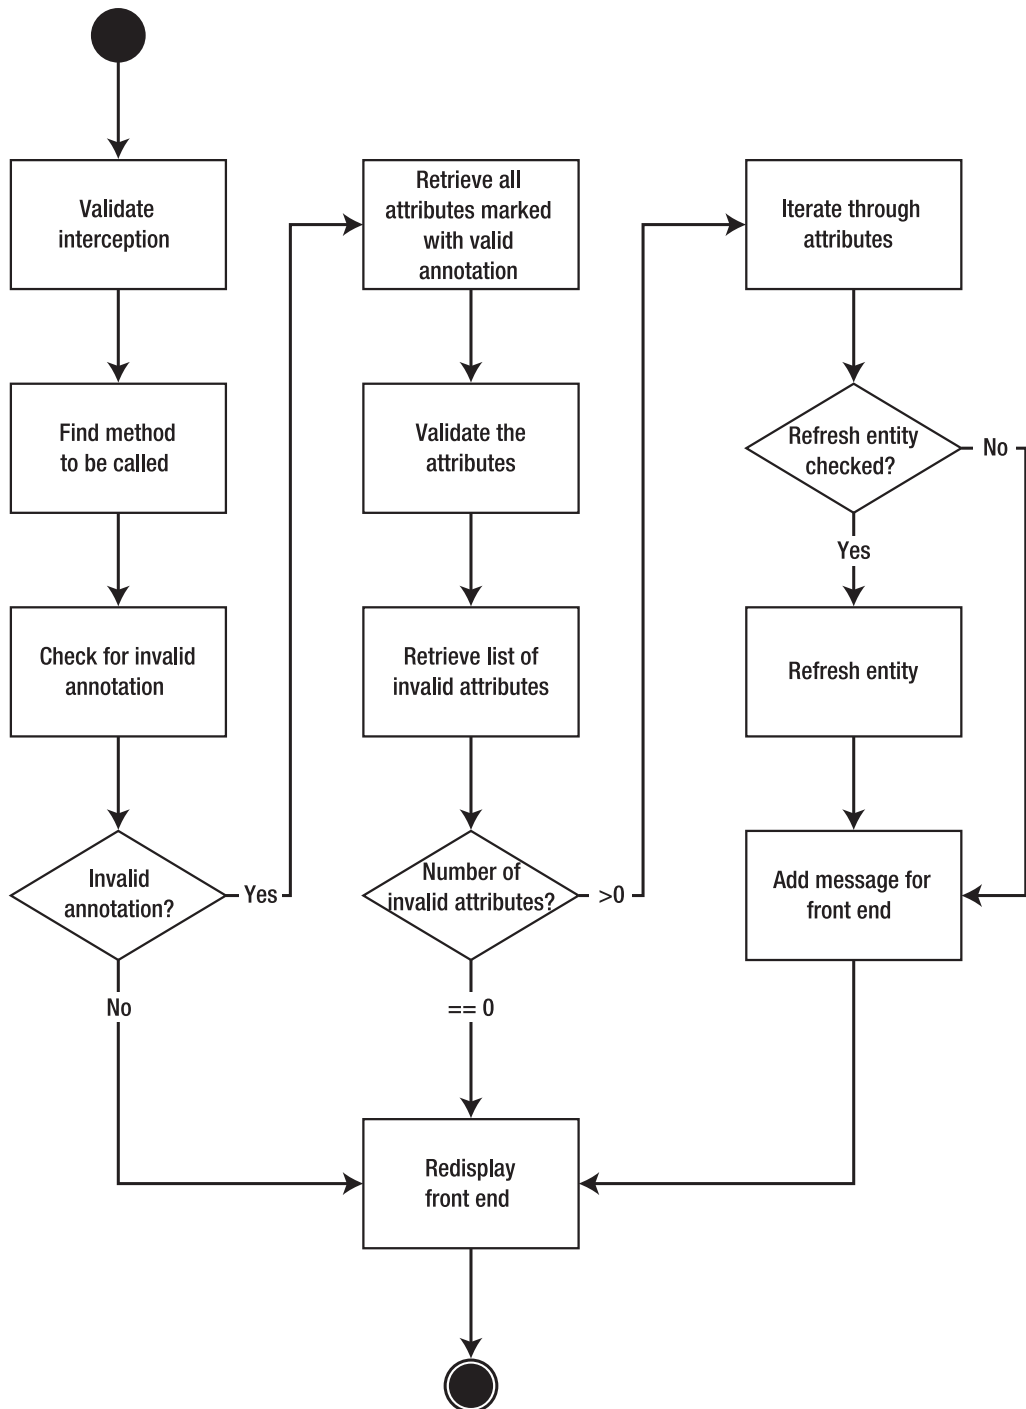 Validate
interception
Find method
to be called
Check for invalid
annotation
Invalid
annotation?
Yes
No
Retrieve all
attributes marked
with valid
annotation
Validate the
attributes
Retrieve list of
invalid attributes
Number of
invalid attributes?
>0
== 0
Iterate through
attributes
Refresh entity
checked?
No
Yes
Refresh entity
Add message for
front end
Redisplay
front end